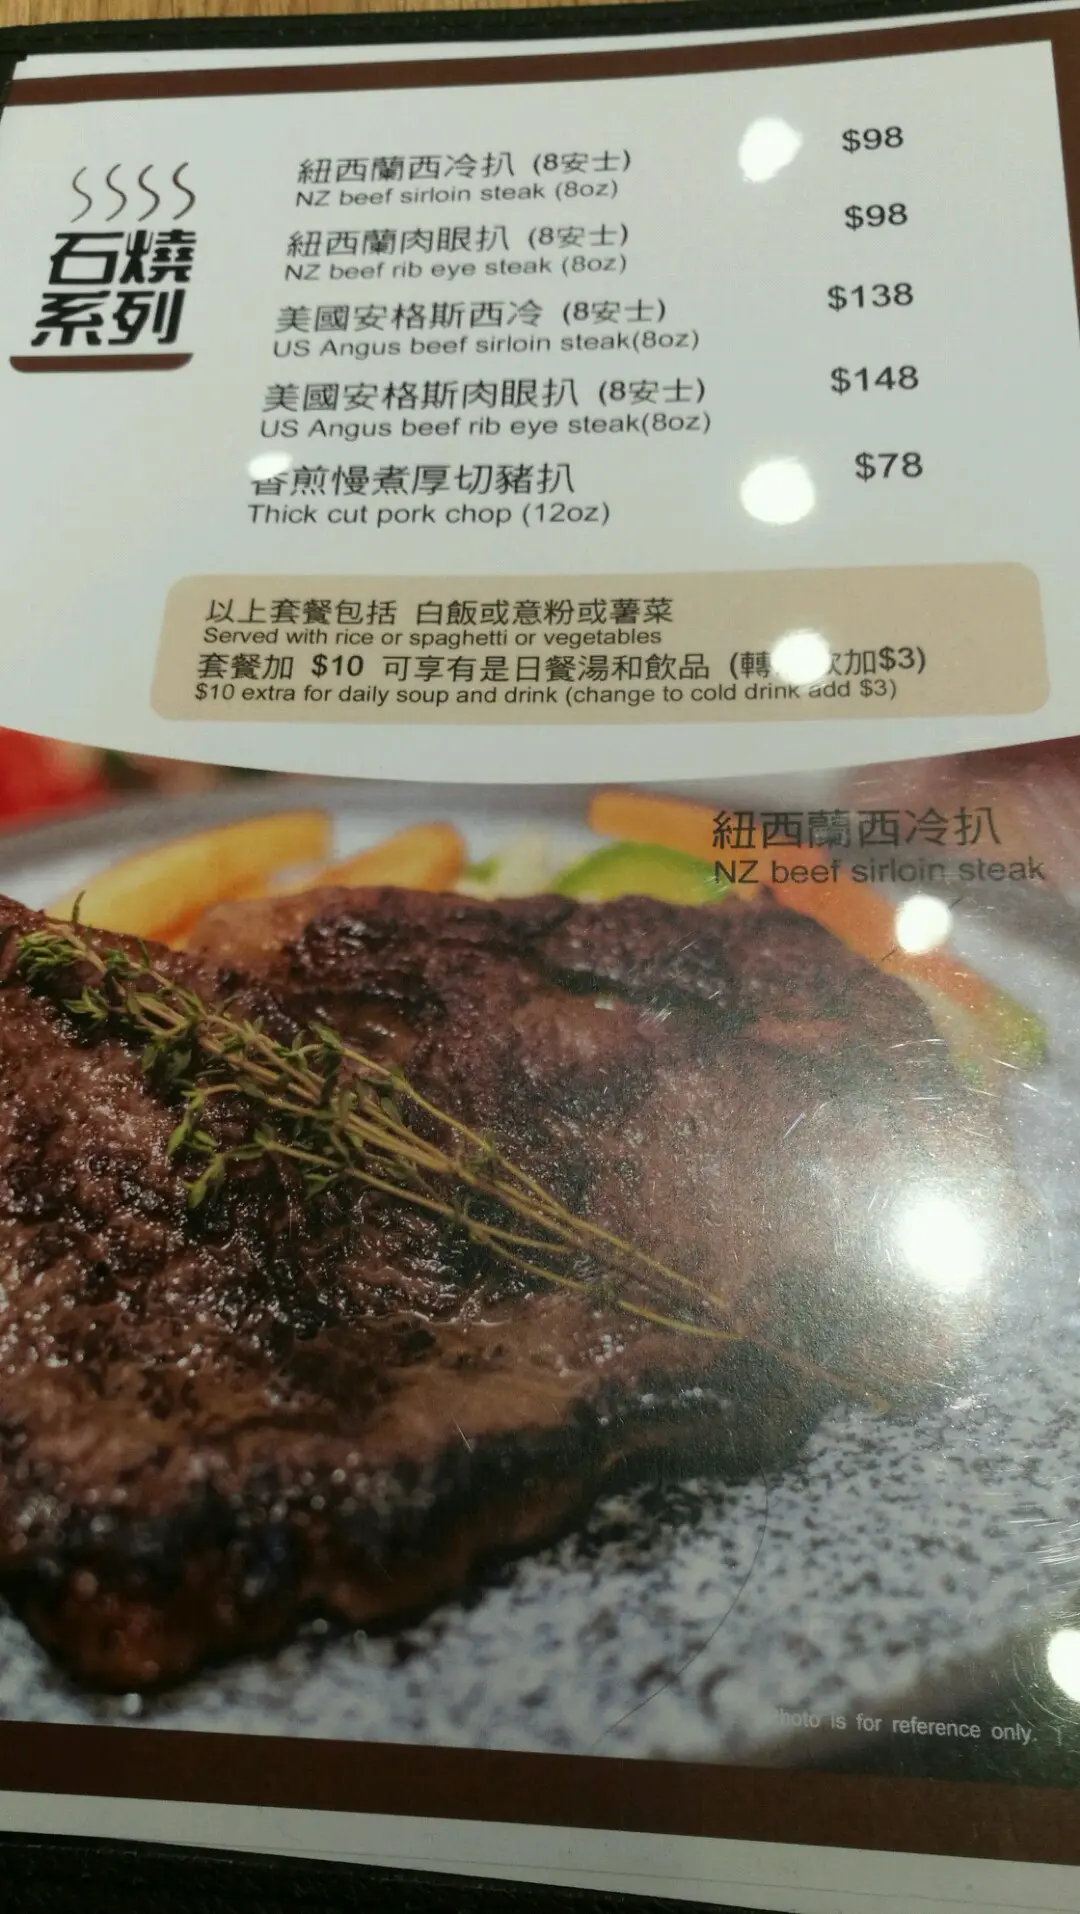 石燒
系列
紐西蘭西冷扒 (8安士) $98
NZ beef sirloin steak (8oz)
紐西蘭肉眼扒 (8安士) $98
NZ beef rib eye steak (8oz)
美國安格斯西冷 (8安士) $138
US Angus beef sirloin steak(8oz)
美國安格斯肉眼扒 (8安士) $148
US Angus beef rib eye steak(8oz)
香煎慢煮厚切豬扒 $78
Thick cut pork chop (12oz)
以上套餐包括 白飯或意粉或薯菜
Served with rice or spaghetti or vegetables
套餐加 $10 可享有是日餐湯和飲品 (轉 加$3)
$10 extra for daily soup and drink (change to cold drink add $3)
紐西蘭西冷扒
NZ beef sirloin steak
Photo is for reference only.